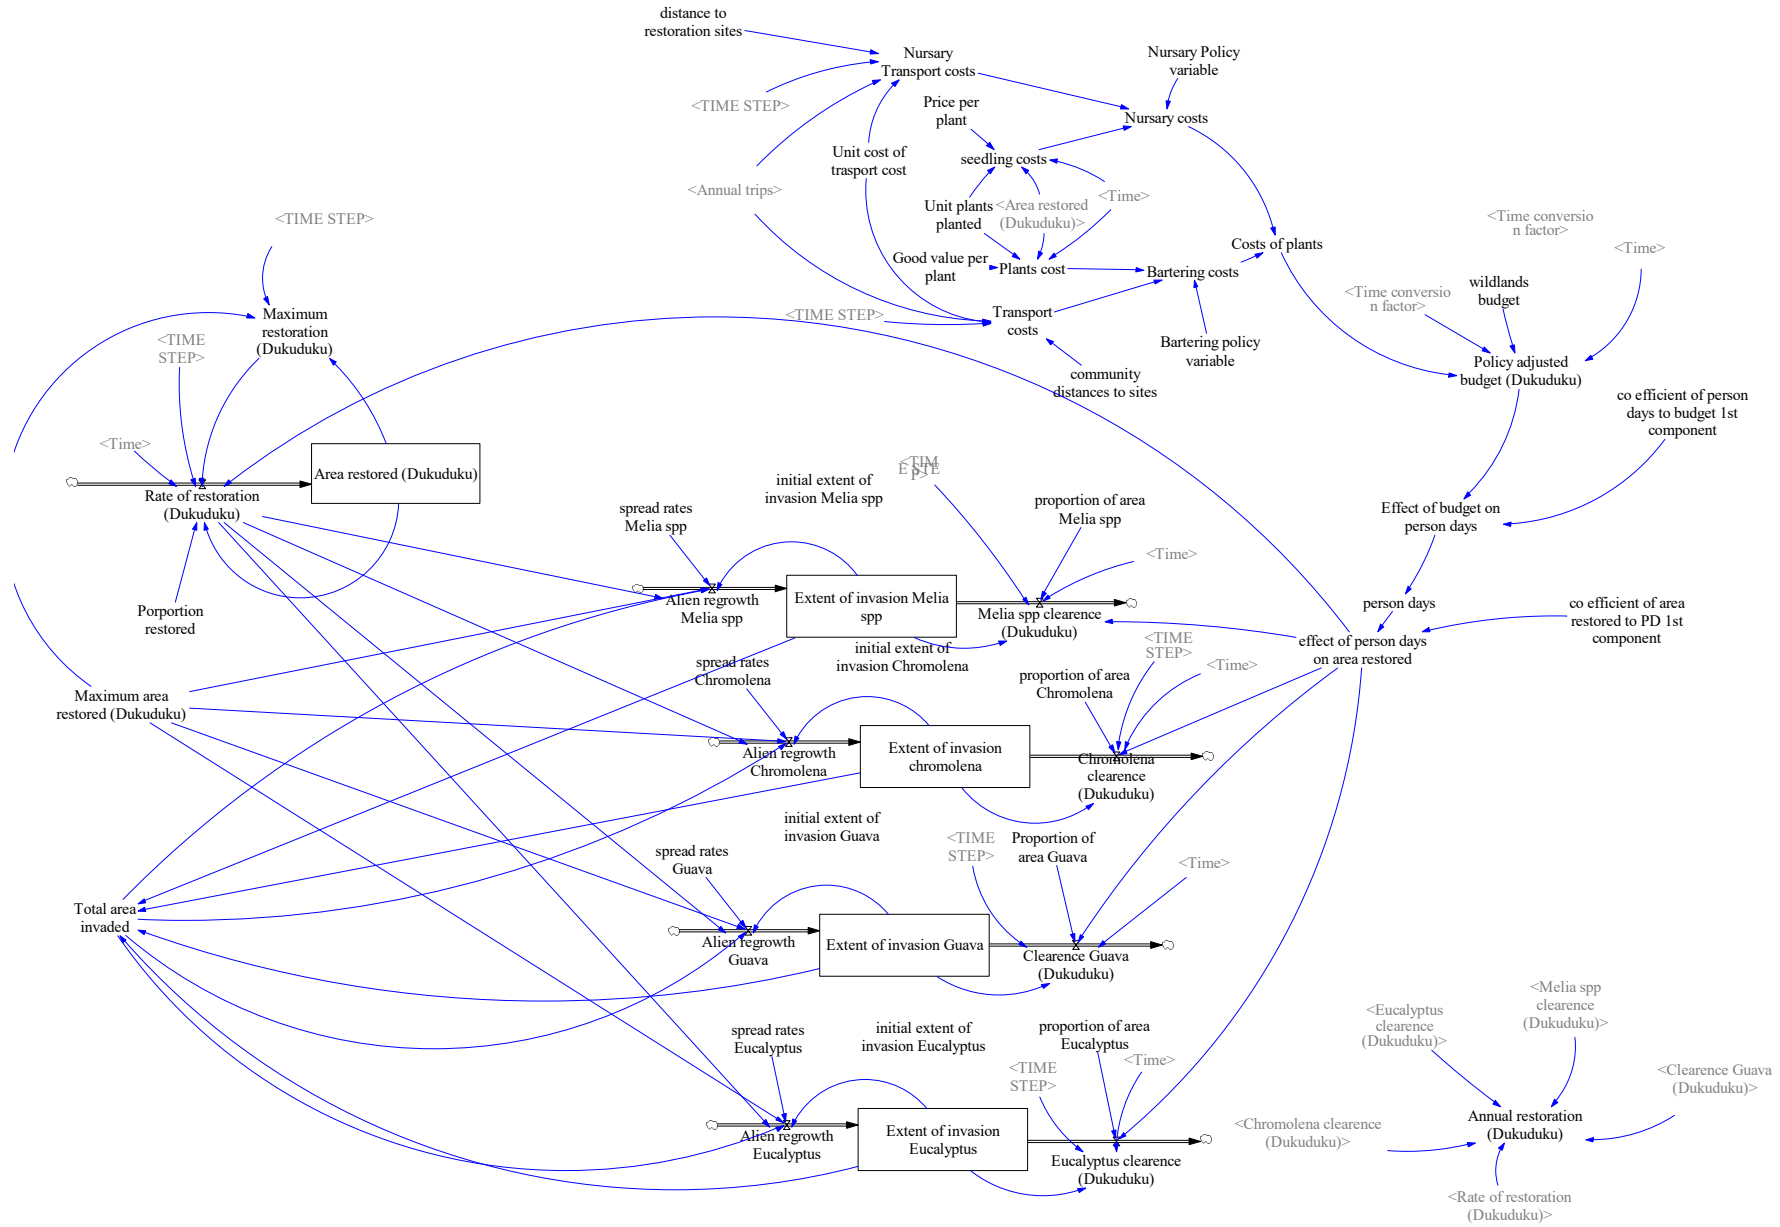 distance to
restoration sites
Nursary
Transport costs
Nursary Policy
variable
<TIME STEP>
Price per
plant
Nursary costs
Unit cost of
trasport cost
seedling costs
<Annual trips>
<Time>
Unit plants
planted
<Area restored
(Dukuduku)>
<TIME STEP>
<Time conversio
n factor>
Costs of plants
<Time>
Good value per
plant
Plants cost
Bartering costs
<Time conversio
n factor>
wildlands
budget
Maximum
restoration
(Dukuduku)
<TIME STEP>
Transport
costs
<TIME
STEP>
Bartering policy
variable
Policy adjusted
budget (Dukuduku)
community
distances to sites
co efficient of person
days to budget 1st
component
<Time>
Area restored (Dukuduku)
Rate of restoration
(Dukuduku)
<TIM
E STE
P>
initial extent of
invasion Melia spp
spread rates
Melia spp
proportion of area
Melia spp
Effect of budget on
person days
<Time>
Porportion
restored
Alien regrowth
Melia spp
Extent of invasion Melia
spp
Melia spp clearence
(Dukuduku)
person days
co efficient of area
restored to PD 1st
component
effect of person days
on area restored
initial extent of
invasion Chromolena
<TIME
STEP>
<Time>
spread rates
Chromolena
proportion of area
Chromolena
Maximum area
restored (Dukuduku)
Alien regrowth
Chromolena
Extent of invasion
chromolena
Chromolena
clearence
(Dukuduku)
initial extent of
invasion Guava
<TIME
STEP>
Proportion of
area Guava
spread rates
Guava
<Time>
Total area
invaded
Alien regrowth
Guava
Extent of invasion Guava
Clearence Guava
(Dukuduku)
<Melia spp
clearence
(Dukuduku)>
<Eucalyptus
clearence
(Dukuduku)>
spread rates
Eucalyptus
initial extent of
invasion Eucalyptus
proportion of area
Eucalyptus
<TIME
STEP>
<Time>
<Clearence Guava
(Dukuduku)>
Alien regrowth
Eucalyptus
Extent of invasion
Eucalyptus
Eucalyptus clearence
(Dukuduku)
<Chromolena clearence
(Dukuduku)>
Annual restoration
(Dukuduku)
<Rate of restoration
(Dukuduku)>